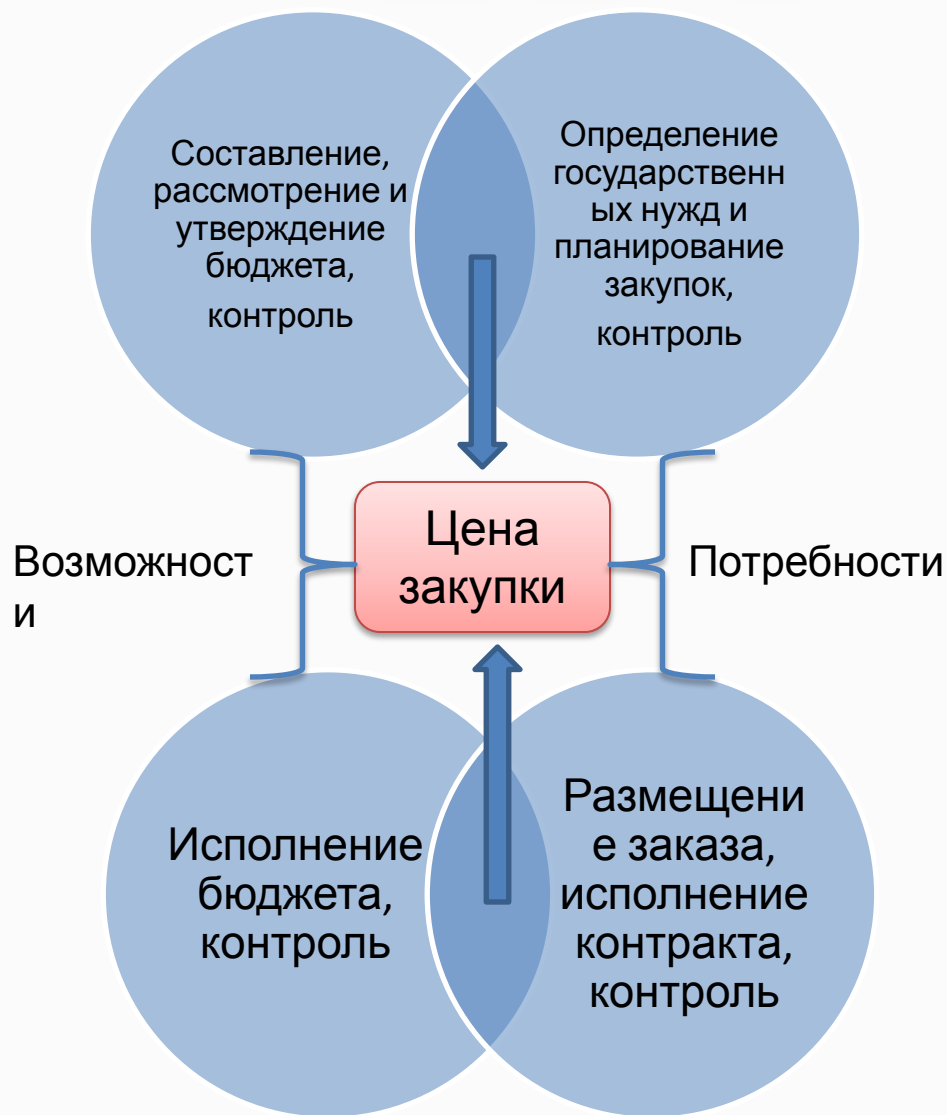 Составление,
рассмотрение и
утверждение
бюджета,
контроль
Определение
государственн
ых нужд и
планирование
закупок,
контроль
Возможност
и
Цена
закупки
Потребности
Исполнение
бюджета,
контроль
Размещени
е заказа,
исполнение
контракта,
контроль